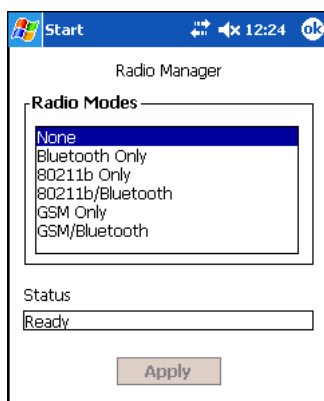 Start 12:24 ok
Radio Manager
Radio Modes
None
Bluetooth Only
80211b Only
80211b/Bluetooth
GSM Only
GSM/Bluetooth
Status
Ready
Apply